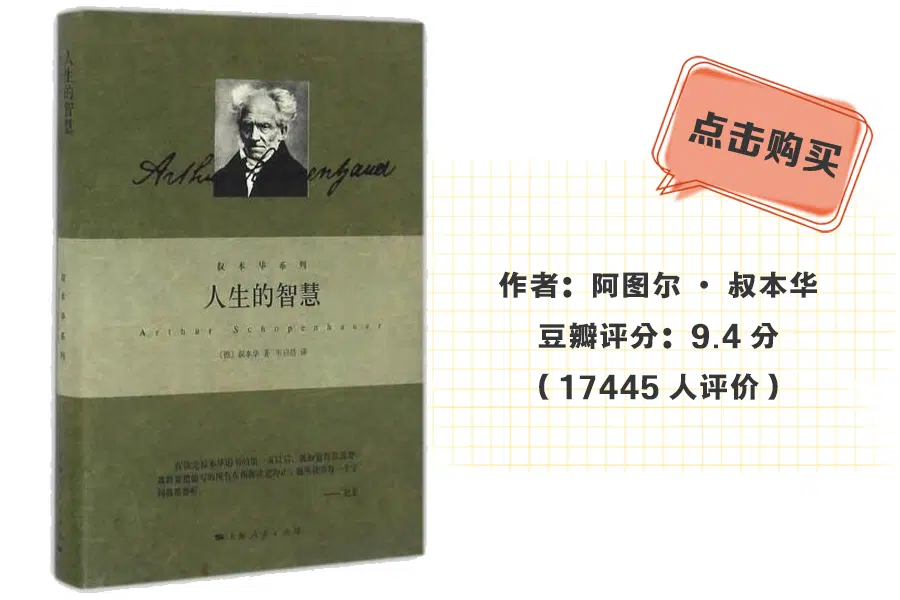 人生的智慧
叔本华系列
Arthur
叔本华系列
人生的智慧
Arthur Schopenhauer
〔德〕叔本华 著 韦启昌 译
——尼采
上海人民出版社
点击购买
作者：阿图尔 · 叔本华
豆瓣评分：9.4 分
（17445 人评价）